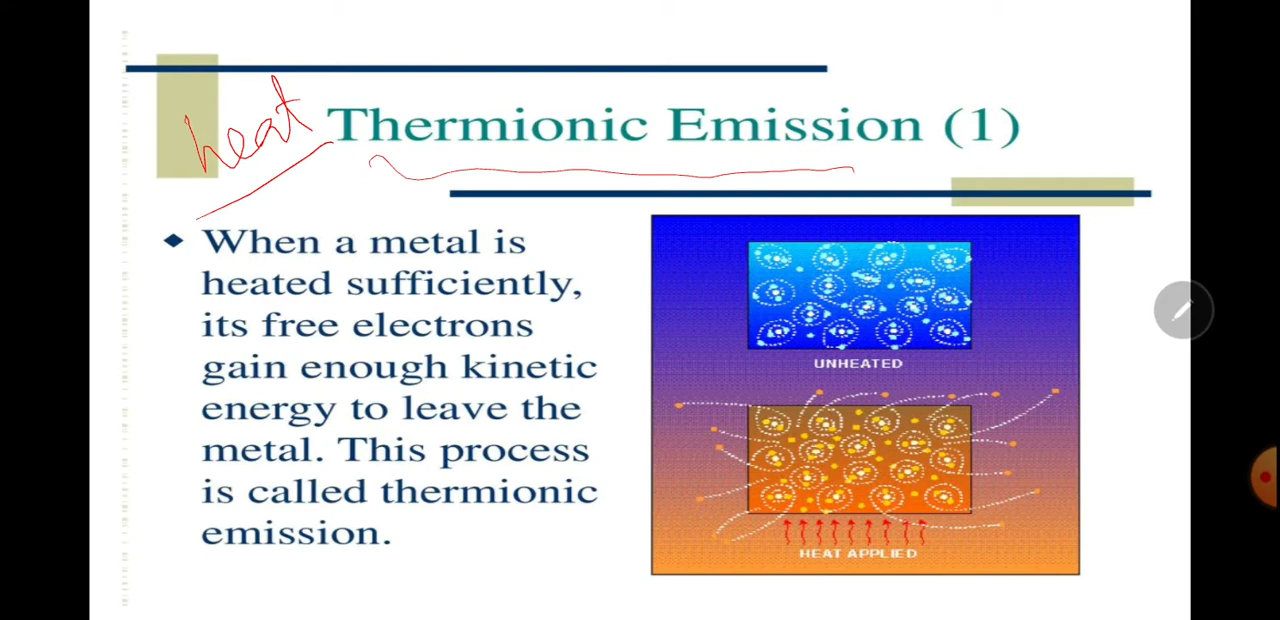 heat
Thermionic Emission (1)
When a metal is
heated sufficiently,
its free electrons
gain enough kinetic
energy to leave the
metal. This process
is called thermionic
emission.
UNHEATED
HEAT APPLIED